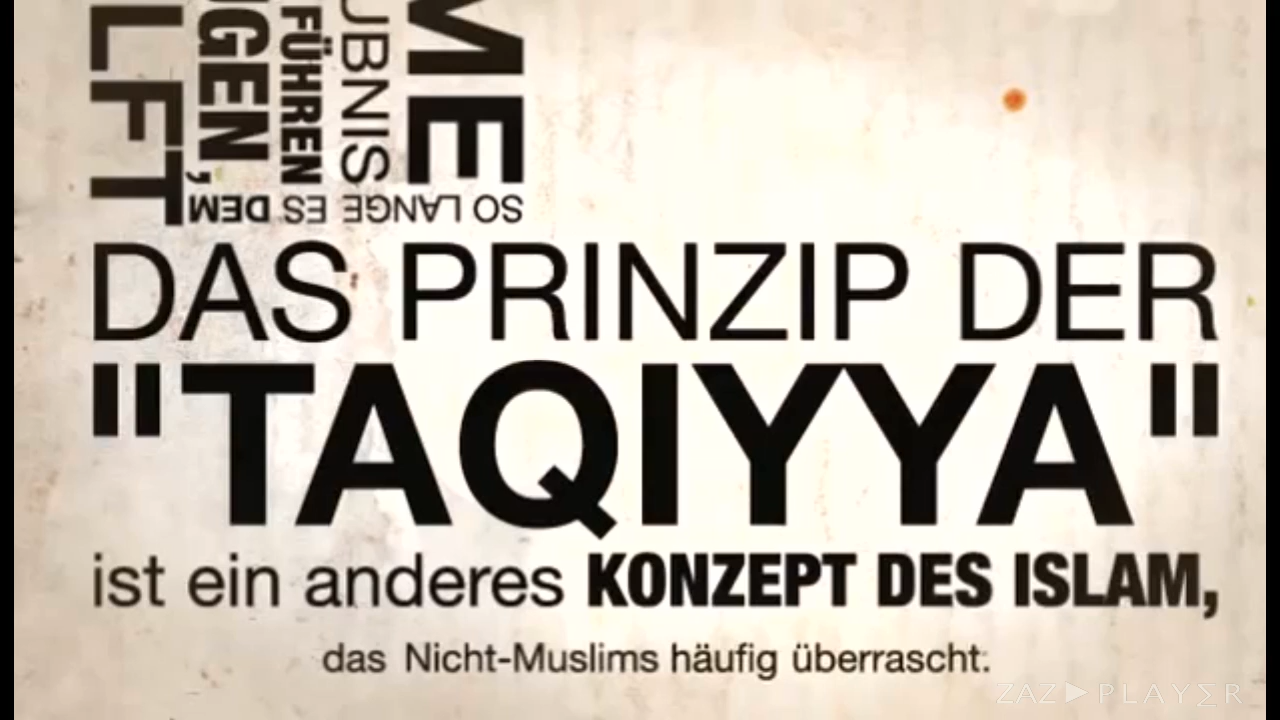 LFT
GEN,
FÜHREN
UBNIS
ME
SO LANGE ES DEM
DAS PRINZIP DER
"TAQIYYA"
ist ein anderes KONZEPT DES ISLAM,
das Nicht-Muslims häufig überrascht.
ZAZ PLAYΣR